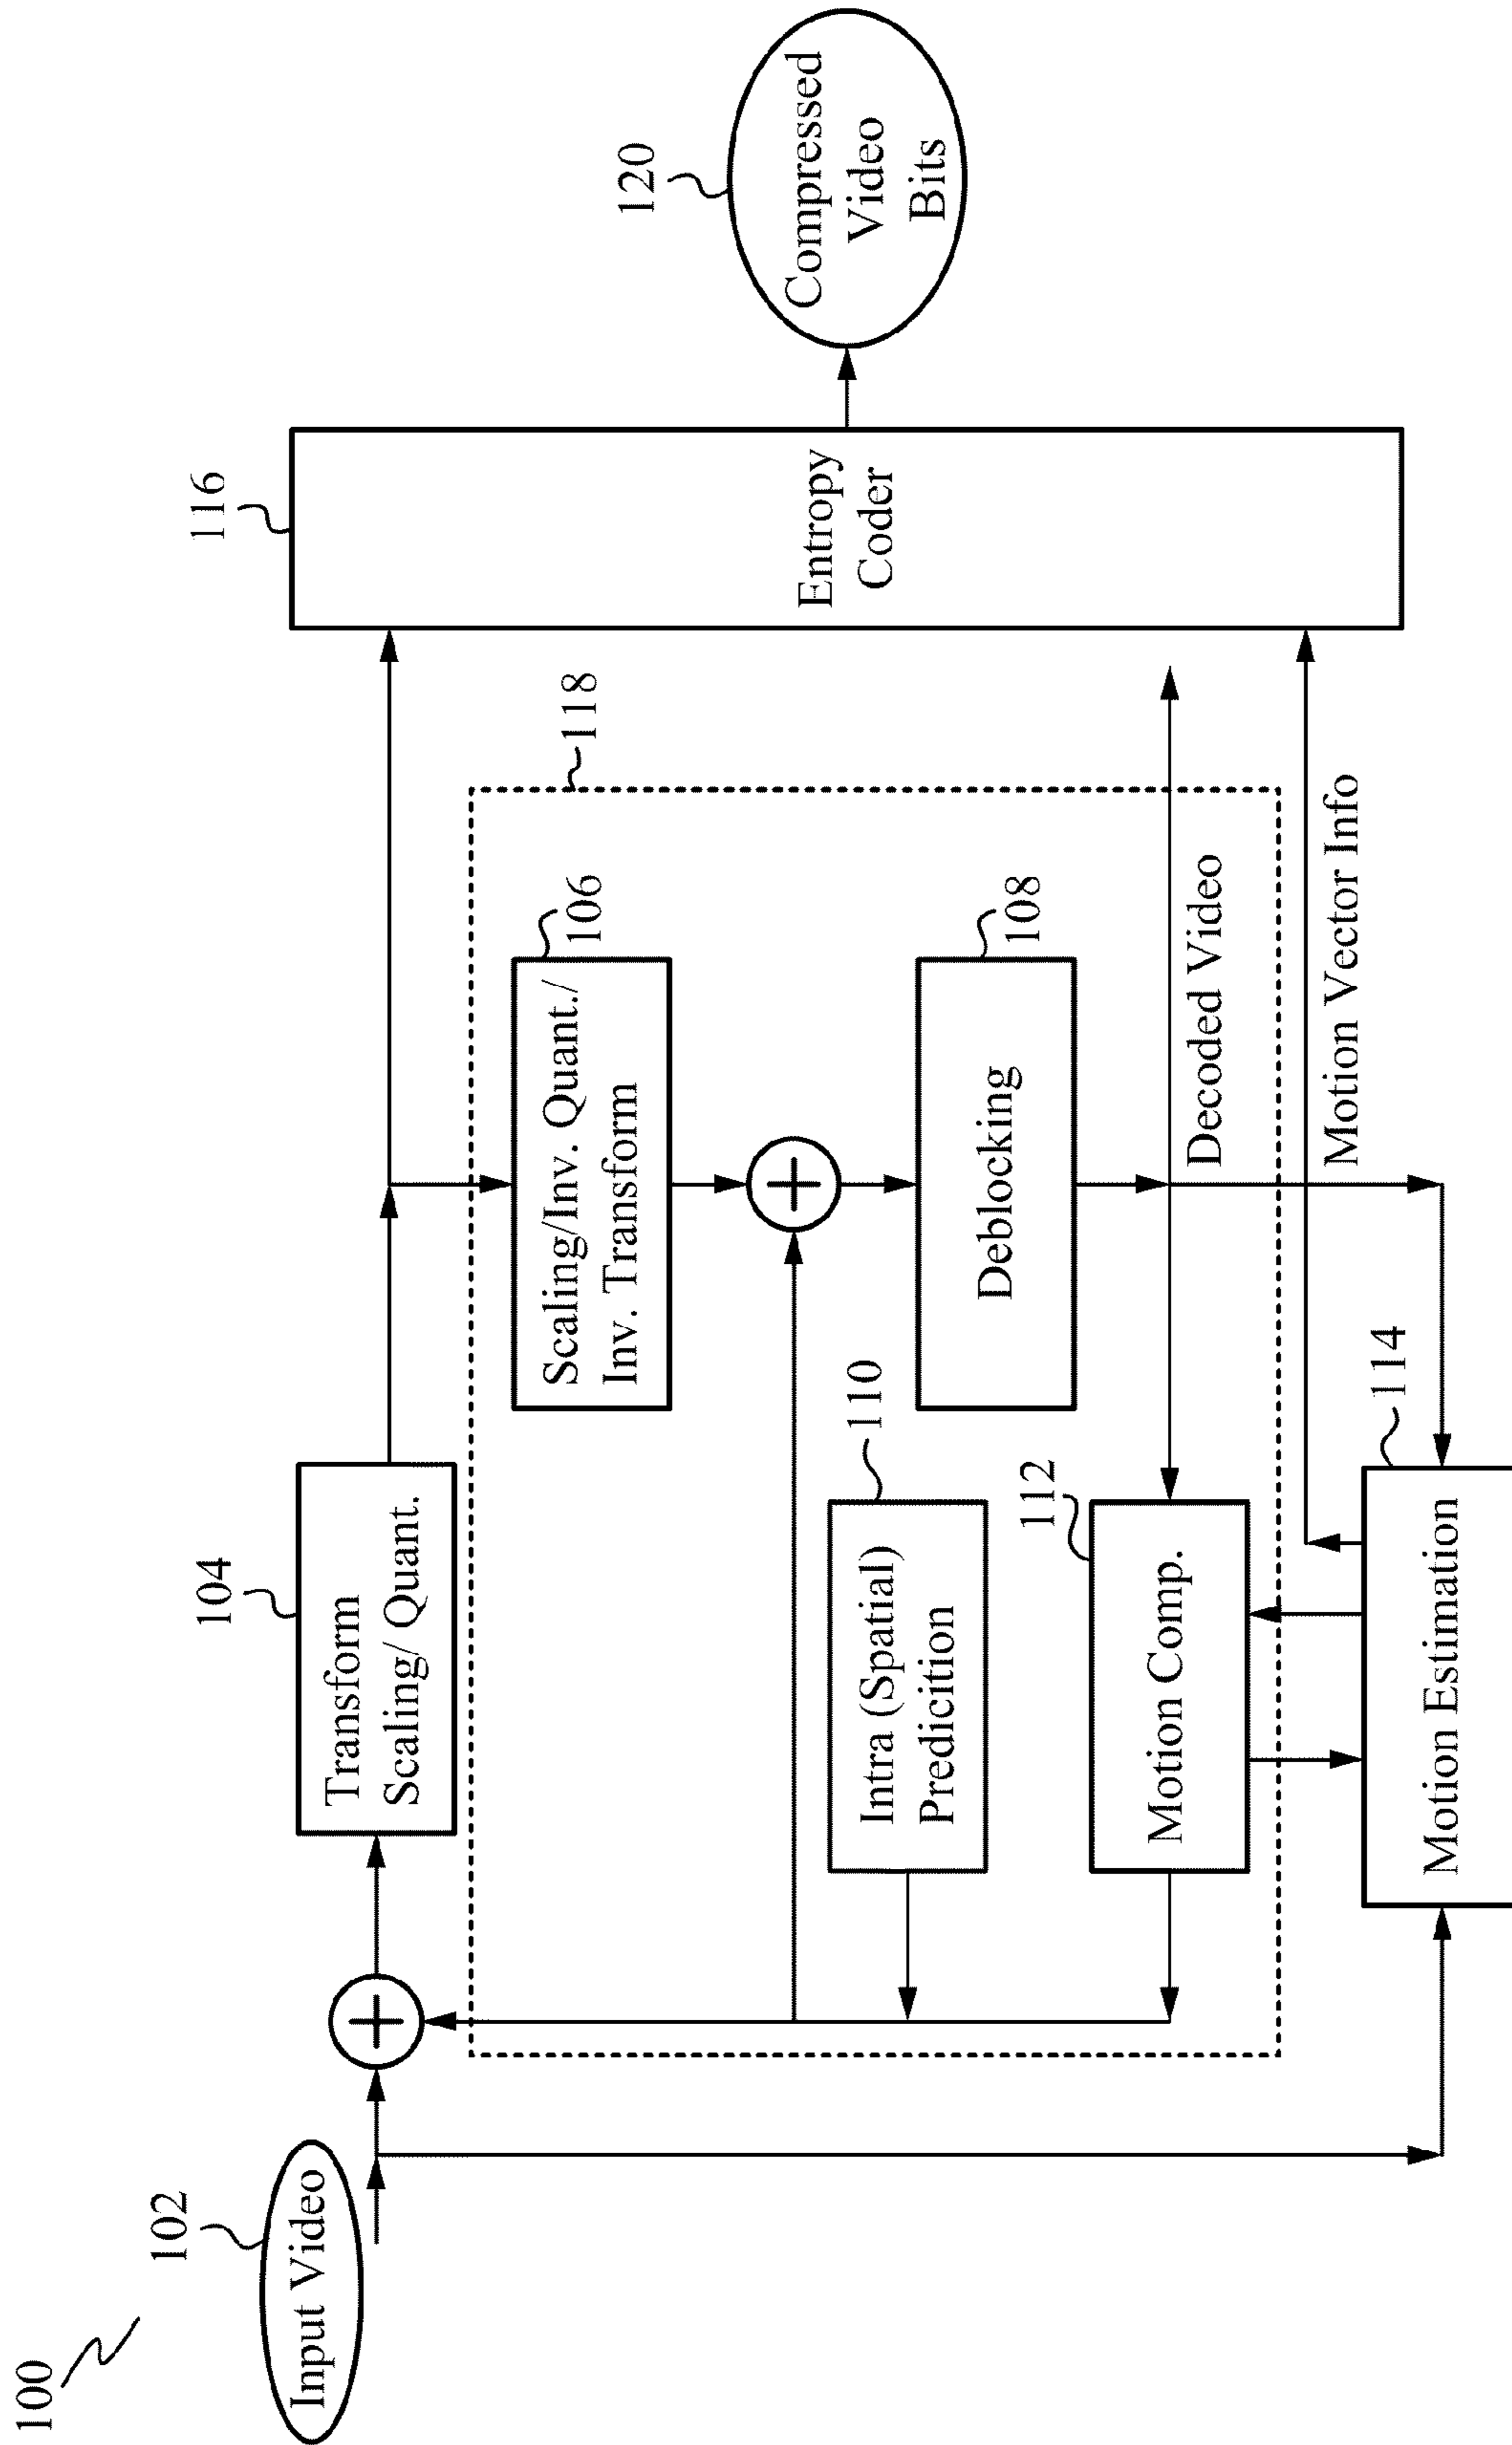 100
102
Input Video
104
Transform
Scaling/ Quant.
116
Entropy
Coder
120
Compressed
Video
Bits
118
Scaling/Inv. Quant./
Inv. Transform
106
110
Intra (Spatial)
Predicition
Deblocking
108
112
Motion Comp.
Decoded Video
Motion Vector Info
114
Motion Estimation